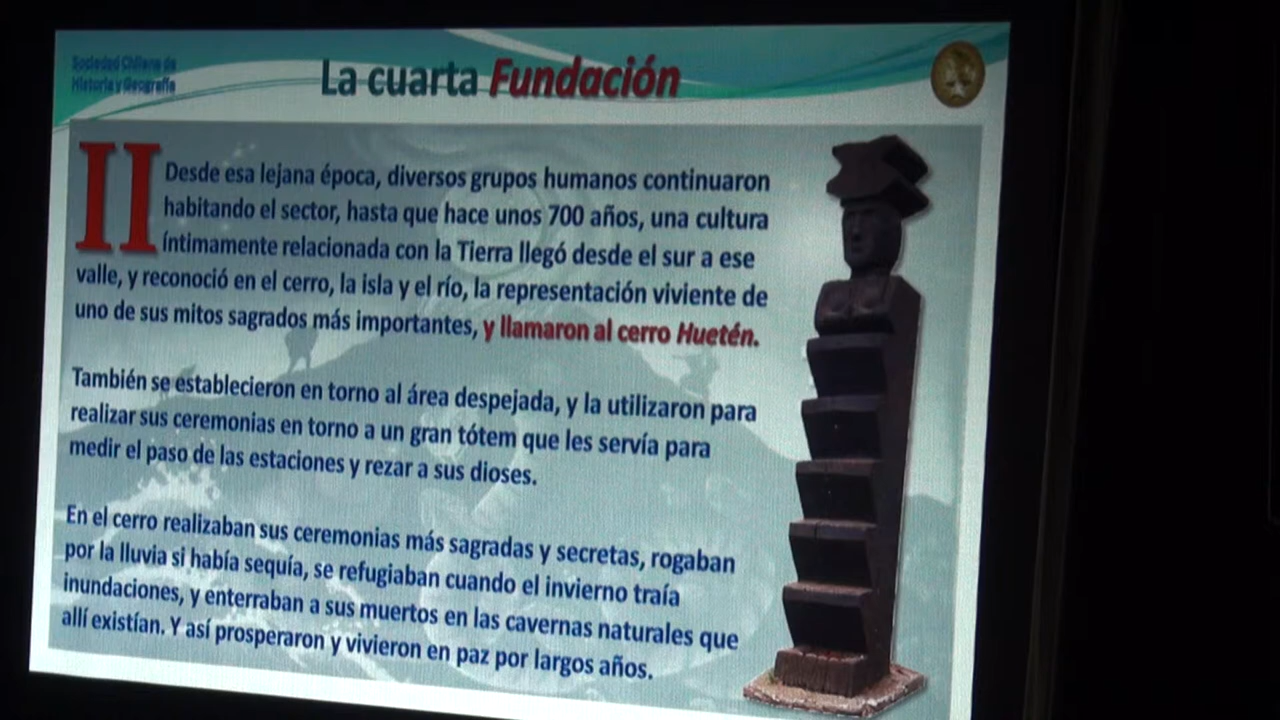 Sociedad Chilena de
Historia y Geografía
La cuarta Fundación
II
Desde esa lejana época, diversos grupos humanos continuaron
habitando el sector, hasta que hace unos 700 años, una cultura
íntimamente relacionada con la Tierra llegó desde el sur a ese
valle, y reconoció en el cerro, la isla y el río, la representación viviente de
uno de sus mitos sagrados más importantes, y llamaron al cerro Huetén.
También se establecieron en torno al área despejada, y la utilizaron para
realizar sus ceremonias en torno a un gran tótem que les servía para
medir el paso de las estaciones y rezar a sus dioses.
En el cerro realizaban sus ceremonias más sagradas y secretas, rogaban
por la lluvia si había sequía, se refugiaban cuando el invierno traía
inundaciones, y enterraban a sus muertos en las cavernas naturales que
allí existían. Y así prosperaron y vivieron en paz por largos años.